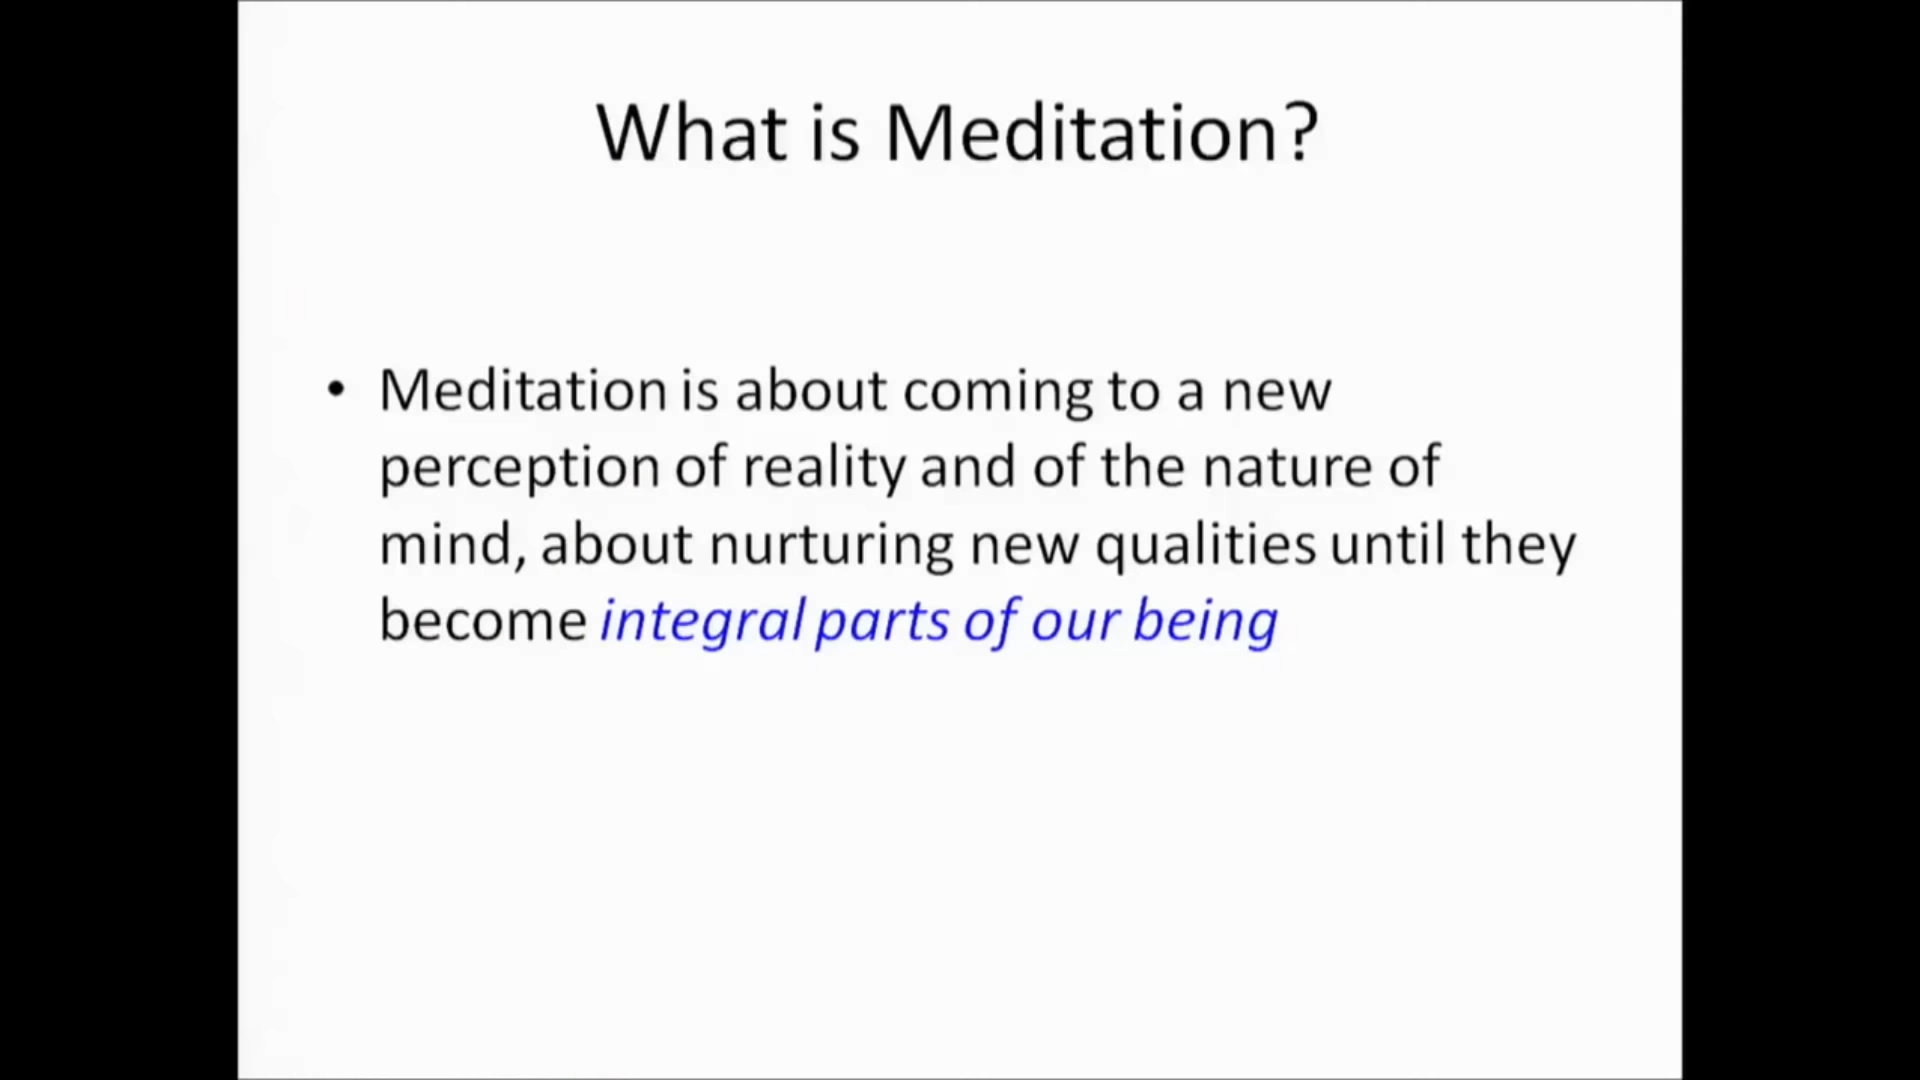 What is Meditation?
• Meditation is about coming to a new
perception of reality and of the nature of
mind, about nurturing new qualities until they
become integral parts of our being